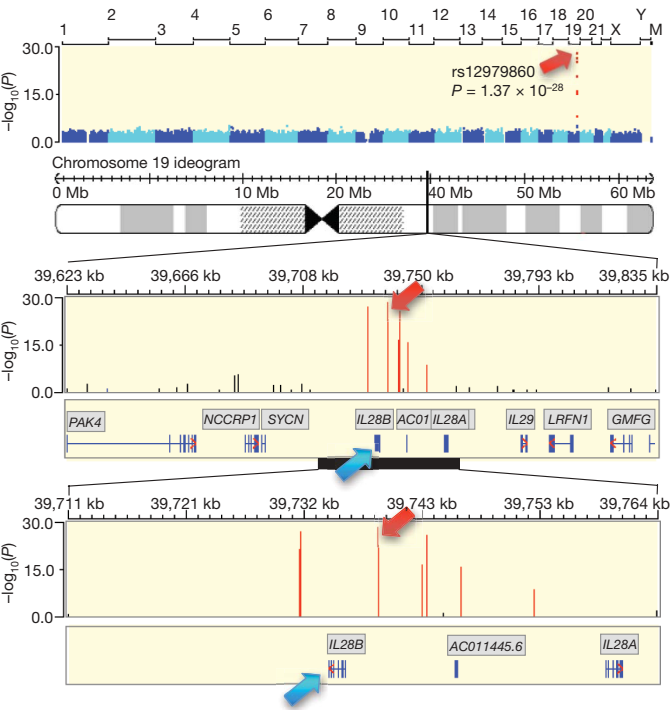 2 4 6 8 10 12 14 16 18 20 Y
1 3 5 7 9 11 13 15 17 19 21 X M
30.0
15.0
0.0
–log10(P)
rs12979860
P = 1.37 × 10–28
Chromosome 19 ideogram
0 Mb 10 Mb 20 Mb 40 Mb 50 Mb 60 Mb
39,623 kb 39,666 kb 39,708 kb 39,750 kb 39,793 kb 39,835 kb
30.0
15.0
0.0
–log10(P)
PAK4 NCCRP1 SYCN IL28B AC01 IL28A IL29 LRFN1 GMFG
39,711 kb 39,721 kb 39,732 kb 39,743 kb 39,753 kb 39,764 kb
30.0
15.0
0.0
–log10(P)
IL28B AC011445.6 IL28A